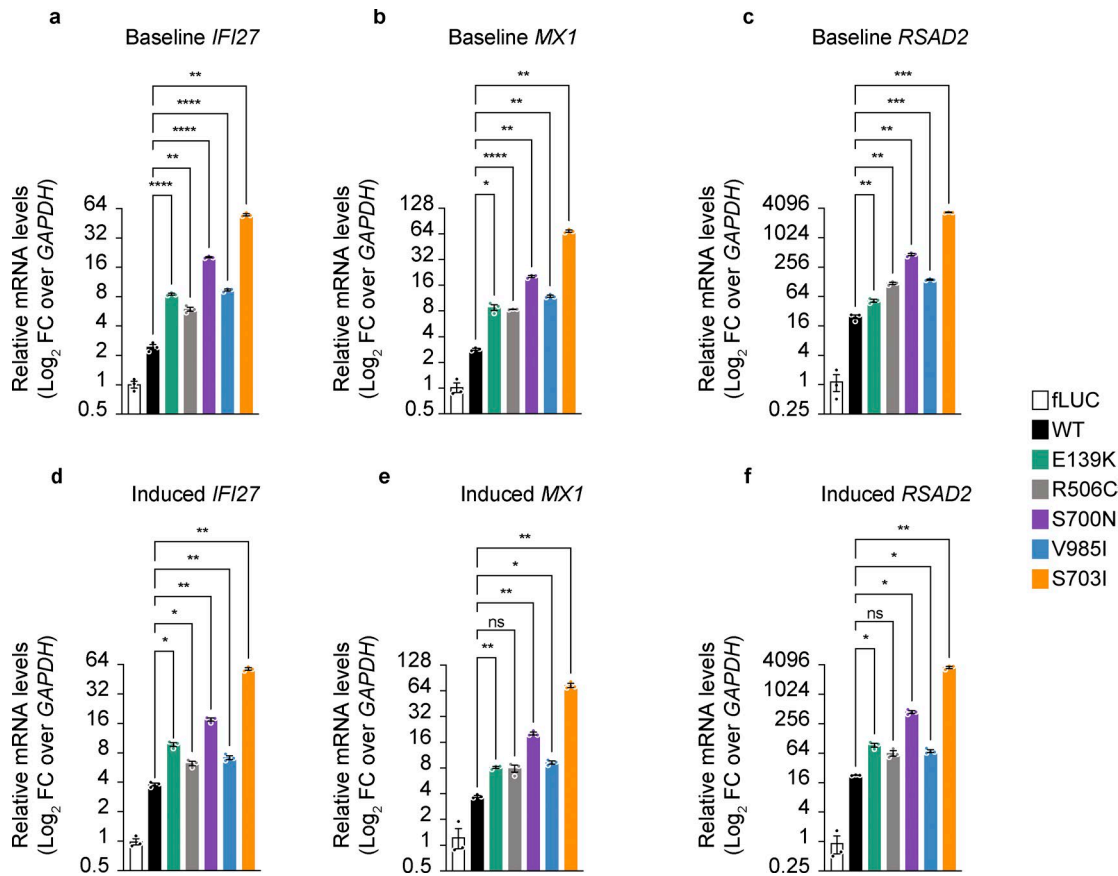 a
Baseline IFI27
**
****
****
**
****
Relative mRNA levels
(Log₂ FC over GAPDH)
64
32
16
8
4
2
1
0.5
b
Baseline MX1
**
**
**
****
*
Relative mRNA levels
(Log₂ FC over GAPDH)
128
64
32
16
8
4
2
1
0.5
c
Baseline RSAD2
***
***
**
**
**
Relative mRNA levels
(Log₂ FC over GAPDH)
4096
1024
256
64
16
4
1
0.25
fLUC
WT
E139K
R506C
S700N
V985I
S703I
d
Induced IFI27
**
**
**
*
*
Relative mRNA levels
(Log₂ FC over GAPDH)
64
32
16
8
4
2
1
0.5
e
Induced MX1
**
*
**
ns
**
Relative mRNA levels
(Log₂ FC over GAPDH)
128
64
32
16
8
4
2
1
0.5
f
Induced RSAD2
**
*
*
ns
*
Relative mRNA levels
(Log₂ FC over GAPDH)
4096
1024
256
64
16
4
1
0.25